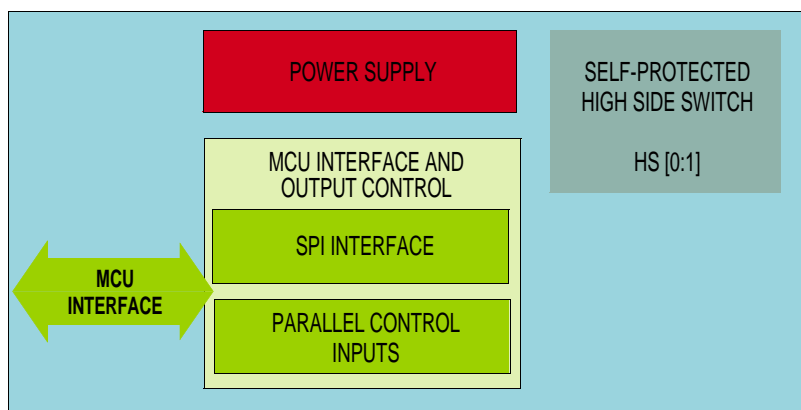 POWER SUPPLY
SELF-PROTECTED
HIGH SIDE SWITCH
HS [0:1]
MCU INTERFACE AND
OUTPUT CONTROL
SPI INTERFACE
MCU
INTERFACE
PARALLEL CONTROL
INPUTS